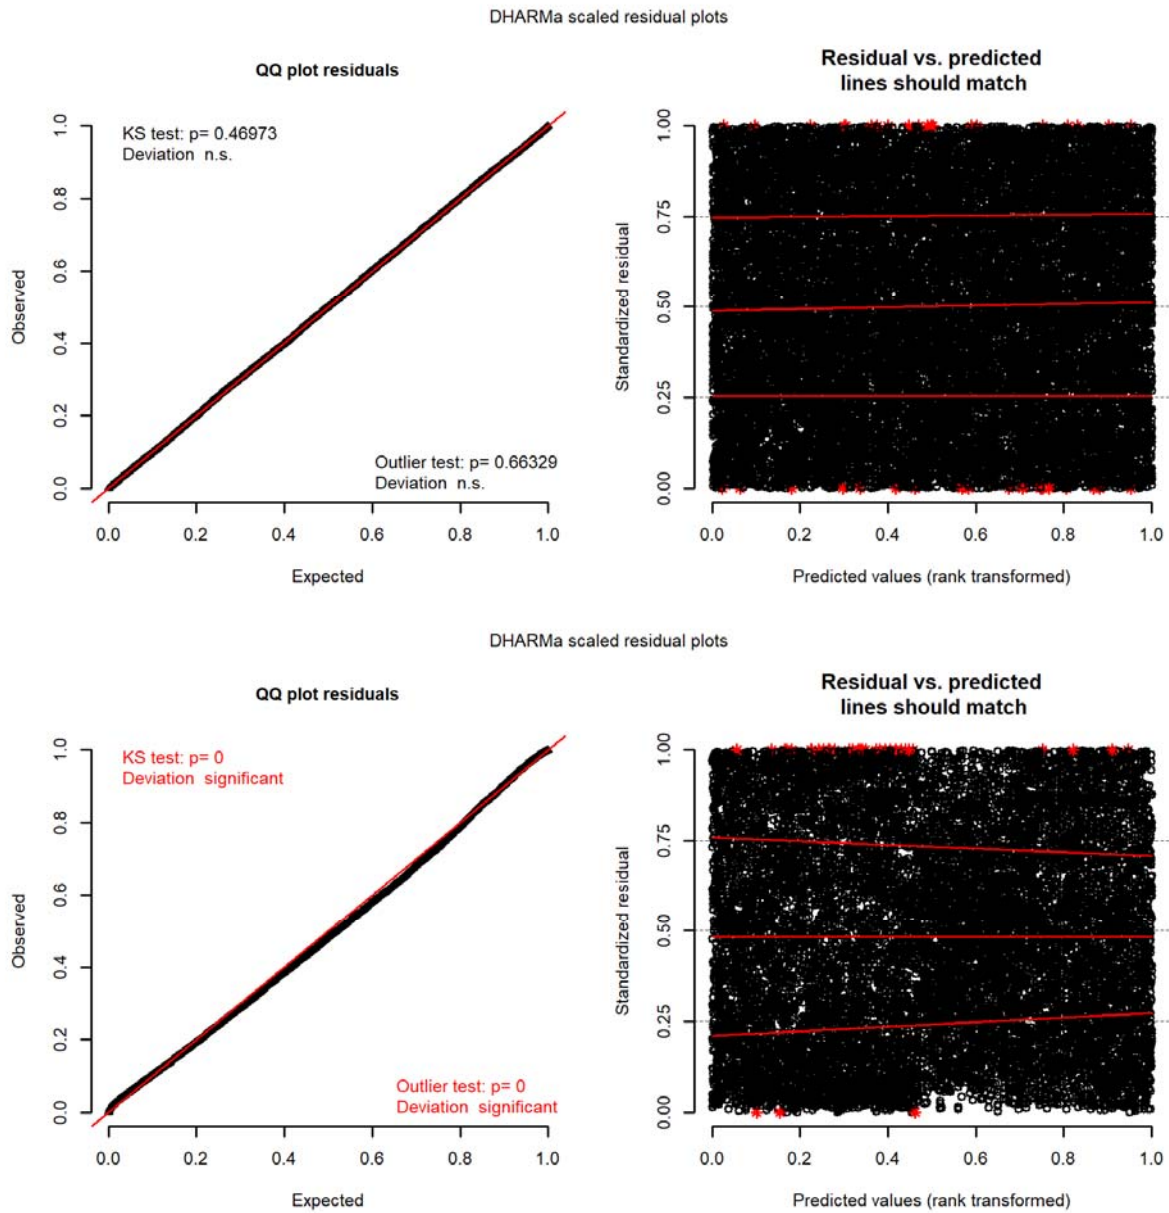 DHARMa scaled residual plots
QQ plot residuals
KS test: p= 0.46973
Deviation n.s.
Outlier test: p= 0.66329
Deviation n.s.
Observed
0.0 0.2 0.4 0.6 0.8 1.0
0.0 0.2 0.4 0.6 0.8 1.0
Expected
Residual vs. predicted
lines should match
Standardized residual
0.00 0.25 0.50 0.75 1.00
0.0 0.2 0.4 0.6 0.8 1.0
Predicted values (rank transformed)
DHARMa scaled residual plots
QQ plot residuals
KS test: p= 0
Deviation significant
Outlier test: p= 0
Deviation significant
Observed
0.0 0.2 0.4 0.6 0.8 1.0
0.0 0.2 0.4 0.6 0.8 1.0
Expected
Residual vs. predicted
lines should match
Standardized residual
0.00 0.25 0.50 0.75 1.00
0.0 0.2 0.4 0.6 0.8 1.0
Predicted values (rank transformed)